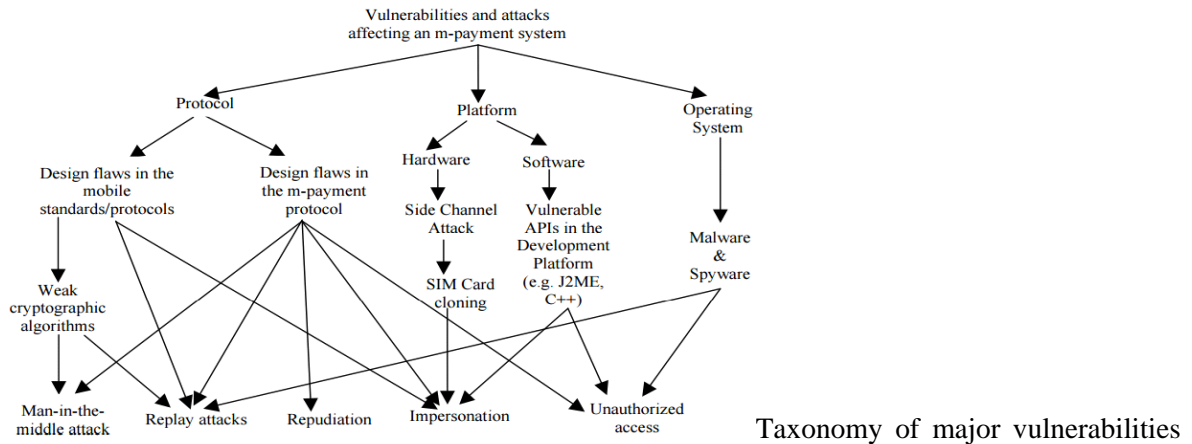 Vulnerabilities and attacks
affecting an m-payment system
Protocol
Platform
Operating
System
Design flaws in the
mobile
standards/protocols
Design flaws in
the m-payment
protocol
Hardware
Software
Side Channel
Attack
Vulnerable
APIs in the
Development
Platform
(e.g. J2ME,
C++)
Malware
&
Spyware
Weak
cryptographic
algorithms
SIM Card
cloning
Man-in-the-
middle attack
Replay attacks
Repudiation
Impersonation
Unauthorized
access
Taxonomy of major vulnerabilities